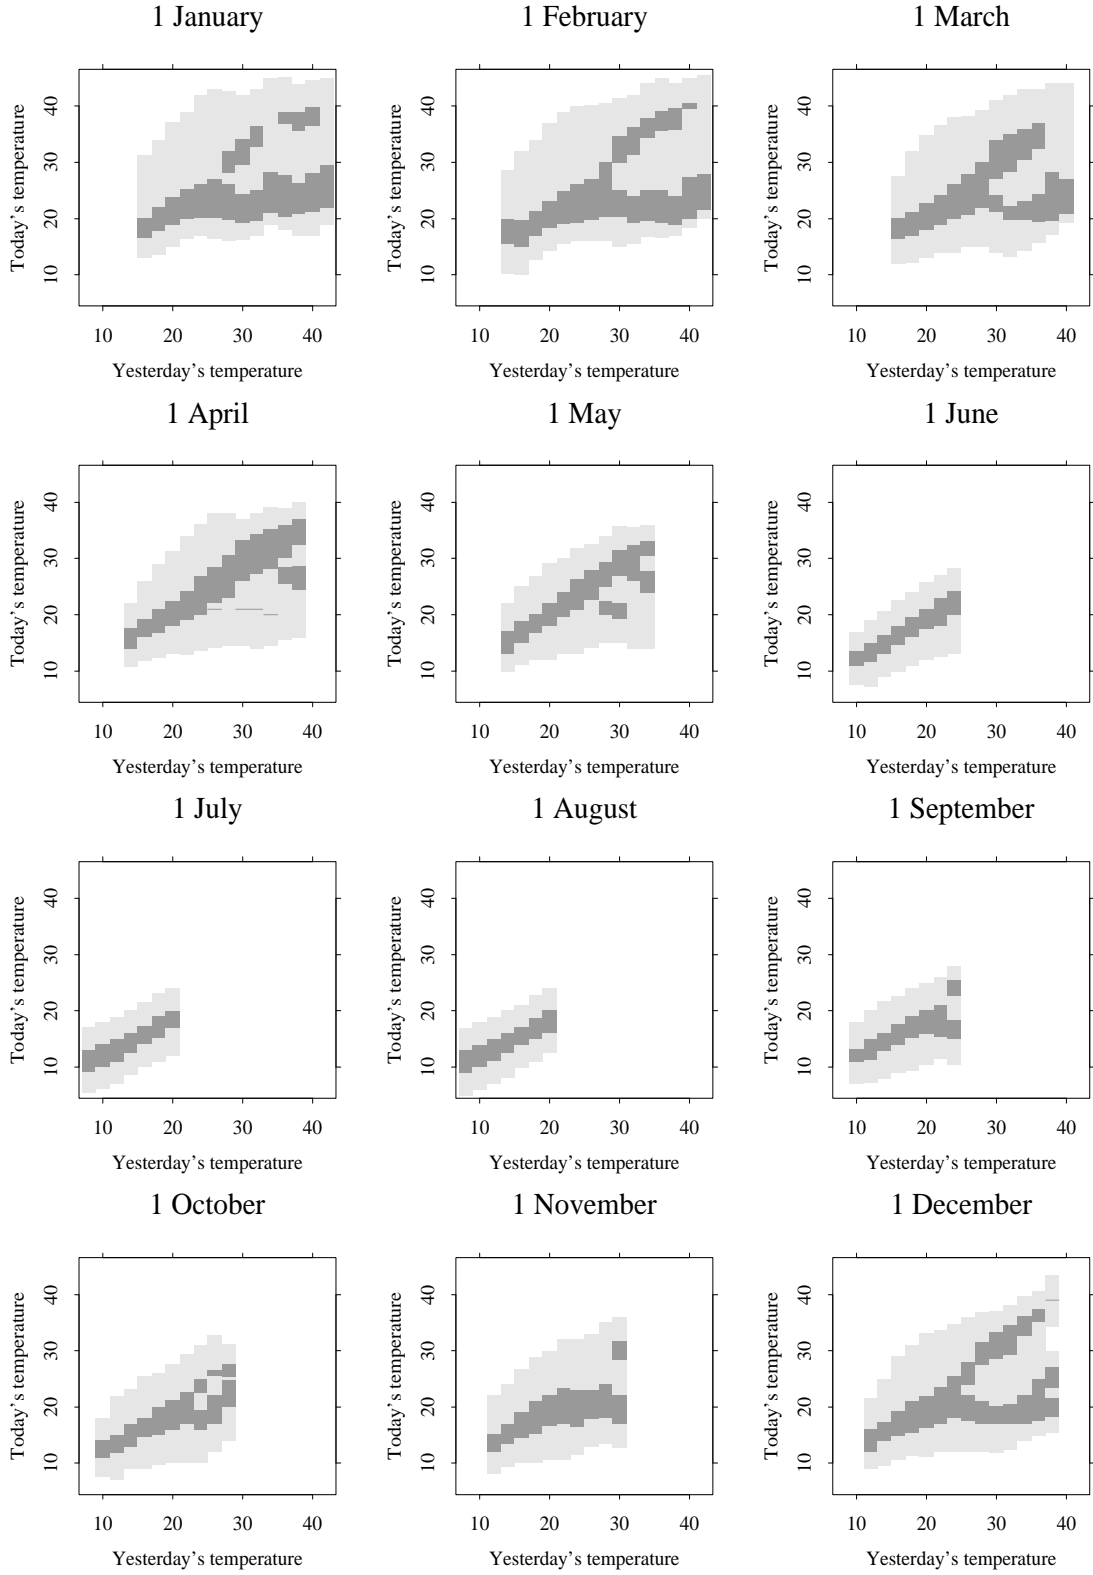 1 January
1 February
1 March
Today's temperature
10 20 30 40
10 20 30 40
Yesterday's temperature
Today's temperature
10 20 30 40
10 20 30 40
Yesterday's temperature
Today's temperature
10 20 30 40
10 20 30 40
Yesterday's temperature
1 April
1 May
1 June
Today's temperature
10 20 30 40
10 20 30 40
Yesterday's temperature
Today's temperature
10 20 30 40
10 20 30 40
Yesterday's temperature
Today's temperature
10 20 30 40
10 20 30 40
Yesterday's temperature
1 July
1 August
1 September
Today's temperature
10 20 30 40
10 20 30 40
Yesterday's temperature
Today's temperature
10 20 30 40
10 20 30 40
Yesterday's temperature
Today's temperature
10 20 30 40
10 20 30 40
Yesterday's temperature
1 October
1 November
1 December
Today's temperature
10 20 30 40
10 20 30 40
Yesterday's temperature
Today's temperature
10 20 30 40
10 20 30 40
Yesterday's temperature
Today's temperature
10 20 30 40
10 20 30 40
Yesterday's temperature